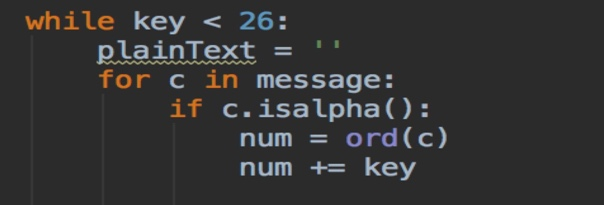 while key < 26:
    plainText = ''
    for c in message:
        if c.isalpha():
            num = ord(c)
            num += key